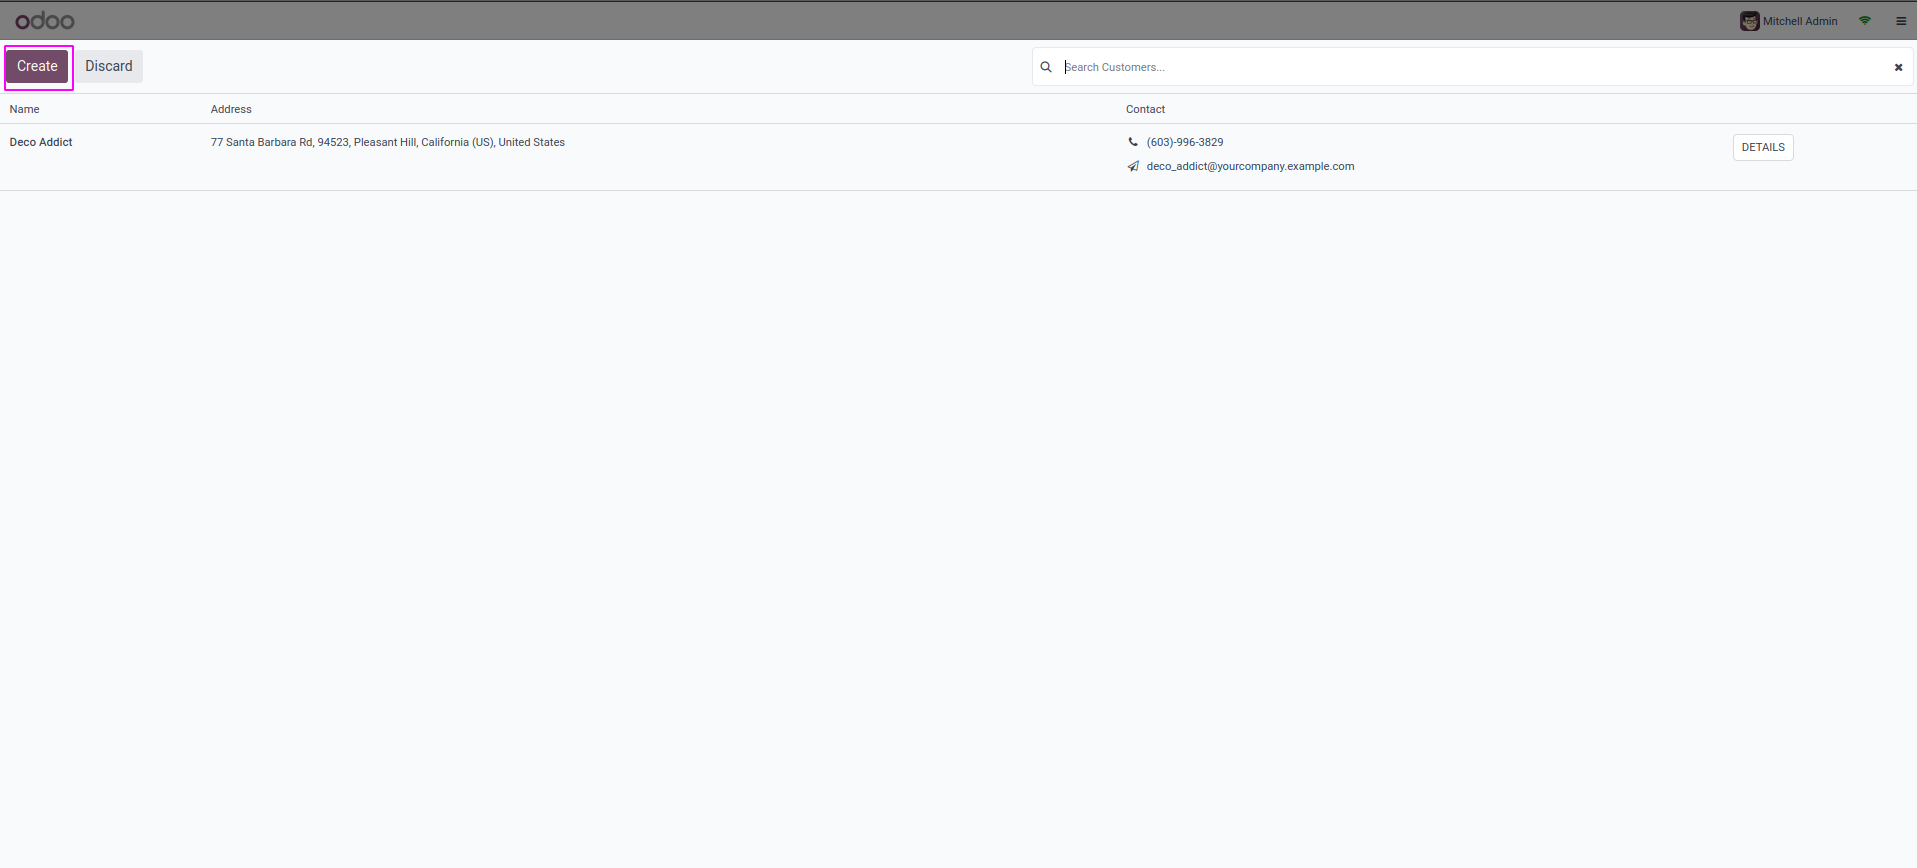 odoo Mitchell Admin
Create Discard Search Customers...
Name Address Contact
Deco Addict 77 Santa Barbara Rd, 94523, Pleasant Hill, California (US), United States (603)-996-3829 DETAILS
deco_addict@yourcompany.example.com